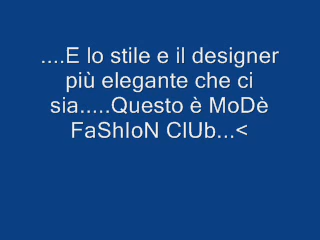 ....E lo stile e il designer
più elegante che ci
sia.....Questo è MoDè
FaShIoN ClUb...<